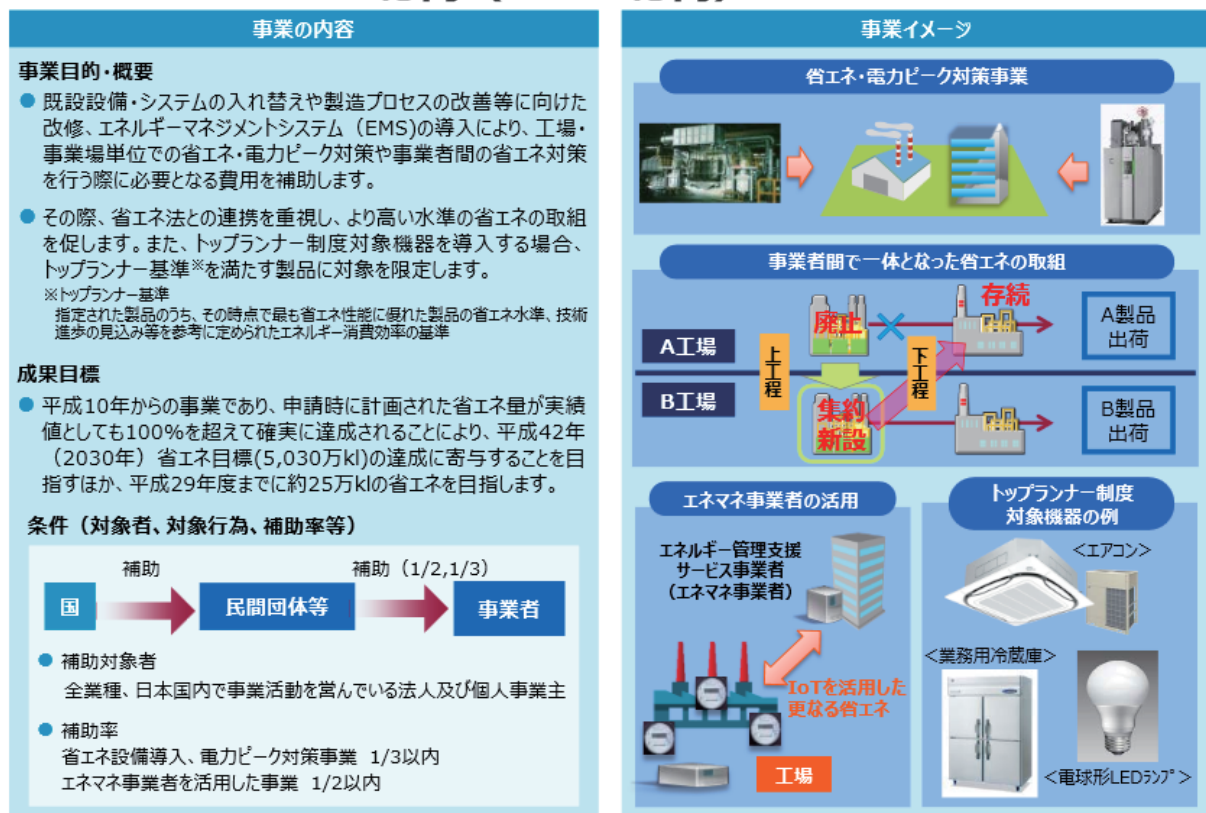 事業の内容
事業目的・概要
● 既設設備・システムの入れ替えや製造プロセスの改善等に向けた
改修、エネルギーマネジメントシステム（EMS)の導入により、工場・
事業場単位での省エネ・電力ピーク対策や事業者間の省エネ対策
を行う際に必要となる費用を補助します。
● その際、省エネ法との連携を重視し、より高い水準の省エネの取組
を促します。また、トップランナー制度対象機器を導入する場合、
トップランナー基準※を満たす製品に対象を限定します。
※トップランナー基準
指定された製品のうち、その時点で最も省エネ性能に優れた製品の省エネ水準、技術
進歩の見込み等を参考に定められたエネルギー消費効率の基準
成果目標
● 平成10年からの事業であり、申請時に計画された省エネ量が実績
値としても100%を超えて確実に達成されることにより、平成42年
（2030年）省エネ目標(5,030万kl)の達成に寄与することを目
指すほか、平成29年度までに約25万klの省エネを目指します。
条件（対象者、対象行為、補助率等）
補助
補助（1/2,1/3）
国
民間団体等
事業者
● 補助対象者
全業種、日本国内で事業活動を営んでいる法人及び個人事業主
● 補助率
省エネ設備導入、電力ピーク対策事業 1/3以内
エネマネ事業者を活用した事業 1/2以内
事業イメージ
省エネ・電力ピーク対策事業
事業者間で一体となった省エネの取組
廃止
存続
A工場
上工程
下工程
A製品
出荷
B工場
集約
新設
B製品
出荷
エネマネ事業者の活用
エネルギー管理支援
サービス事業者
（エネマネ事業者）
IoTを活用した
更なる省エネ
工場
トップランナー制度
対象機器の例
＜エアコン＞
＜業務用冷蔵庫＞
＜電球形LEDﾗﾝﾌﾟ＞